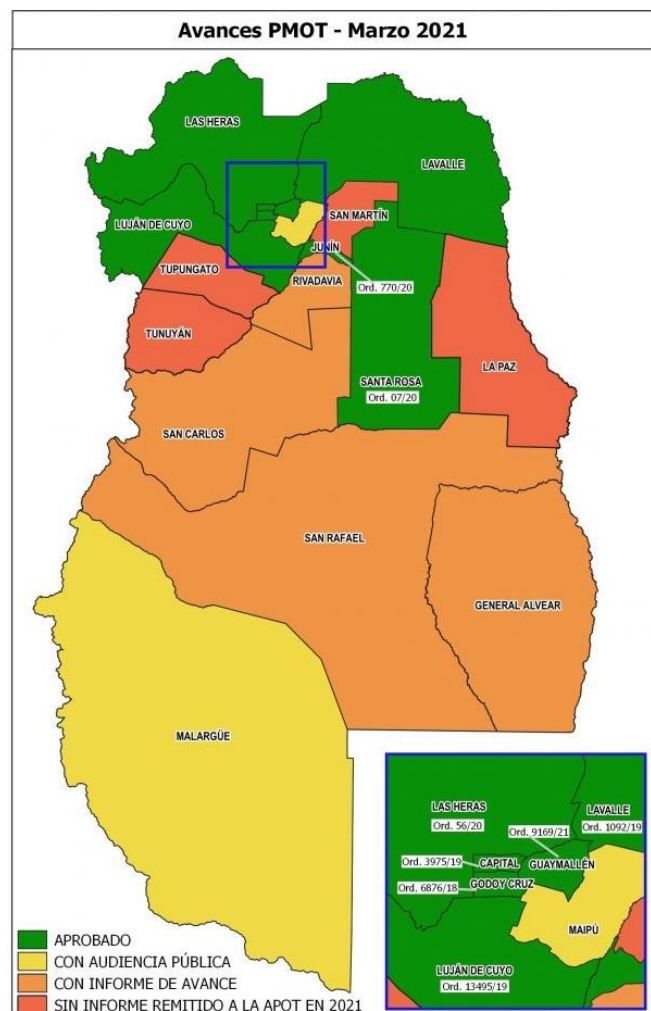 Avances PMOT - Marzo 2021
LAS HERAS
LAVALLE
SAN MARTÍN
LUJÁN DE CUYO
JUNÍN
TUPUNGATO
RIVADAVIA
Ord. 770/20
TUNUYÁN
LA PAZ
SANTA ROSA
Ord. 07/20
SAN CARLOS
SAN RAFAEL
GENERAL ALVEAR
MALARGÜE
LAS HERAS
LAVALLE
Ord. 56/20
Ord. 9169/21
Ord. 1092/19
Ord. 3975/19
CAPITAL
GUAYMALLÉN
Ord. 6876/18
GODOY CRUZ
MAIPÚ
LUJÁN DE CUYO
Ord. 13495/19
APROBADO
CON AUDIENCIA PÚBLICA
CON INFORME DE AVANCE
SIN INFORME REMITIDO A LA APOT EN 2021